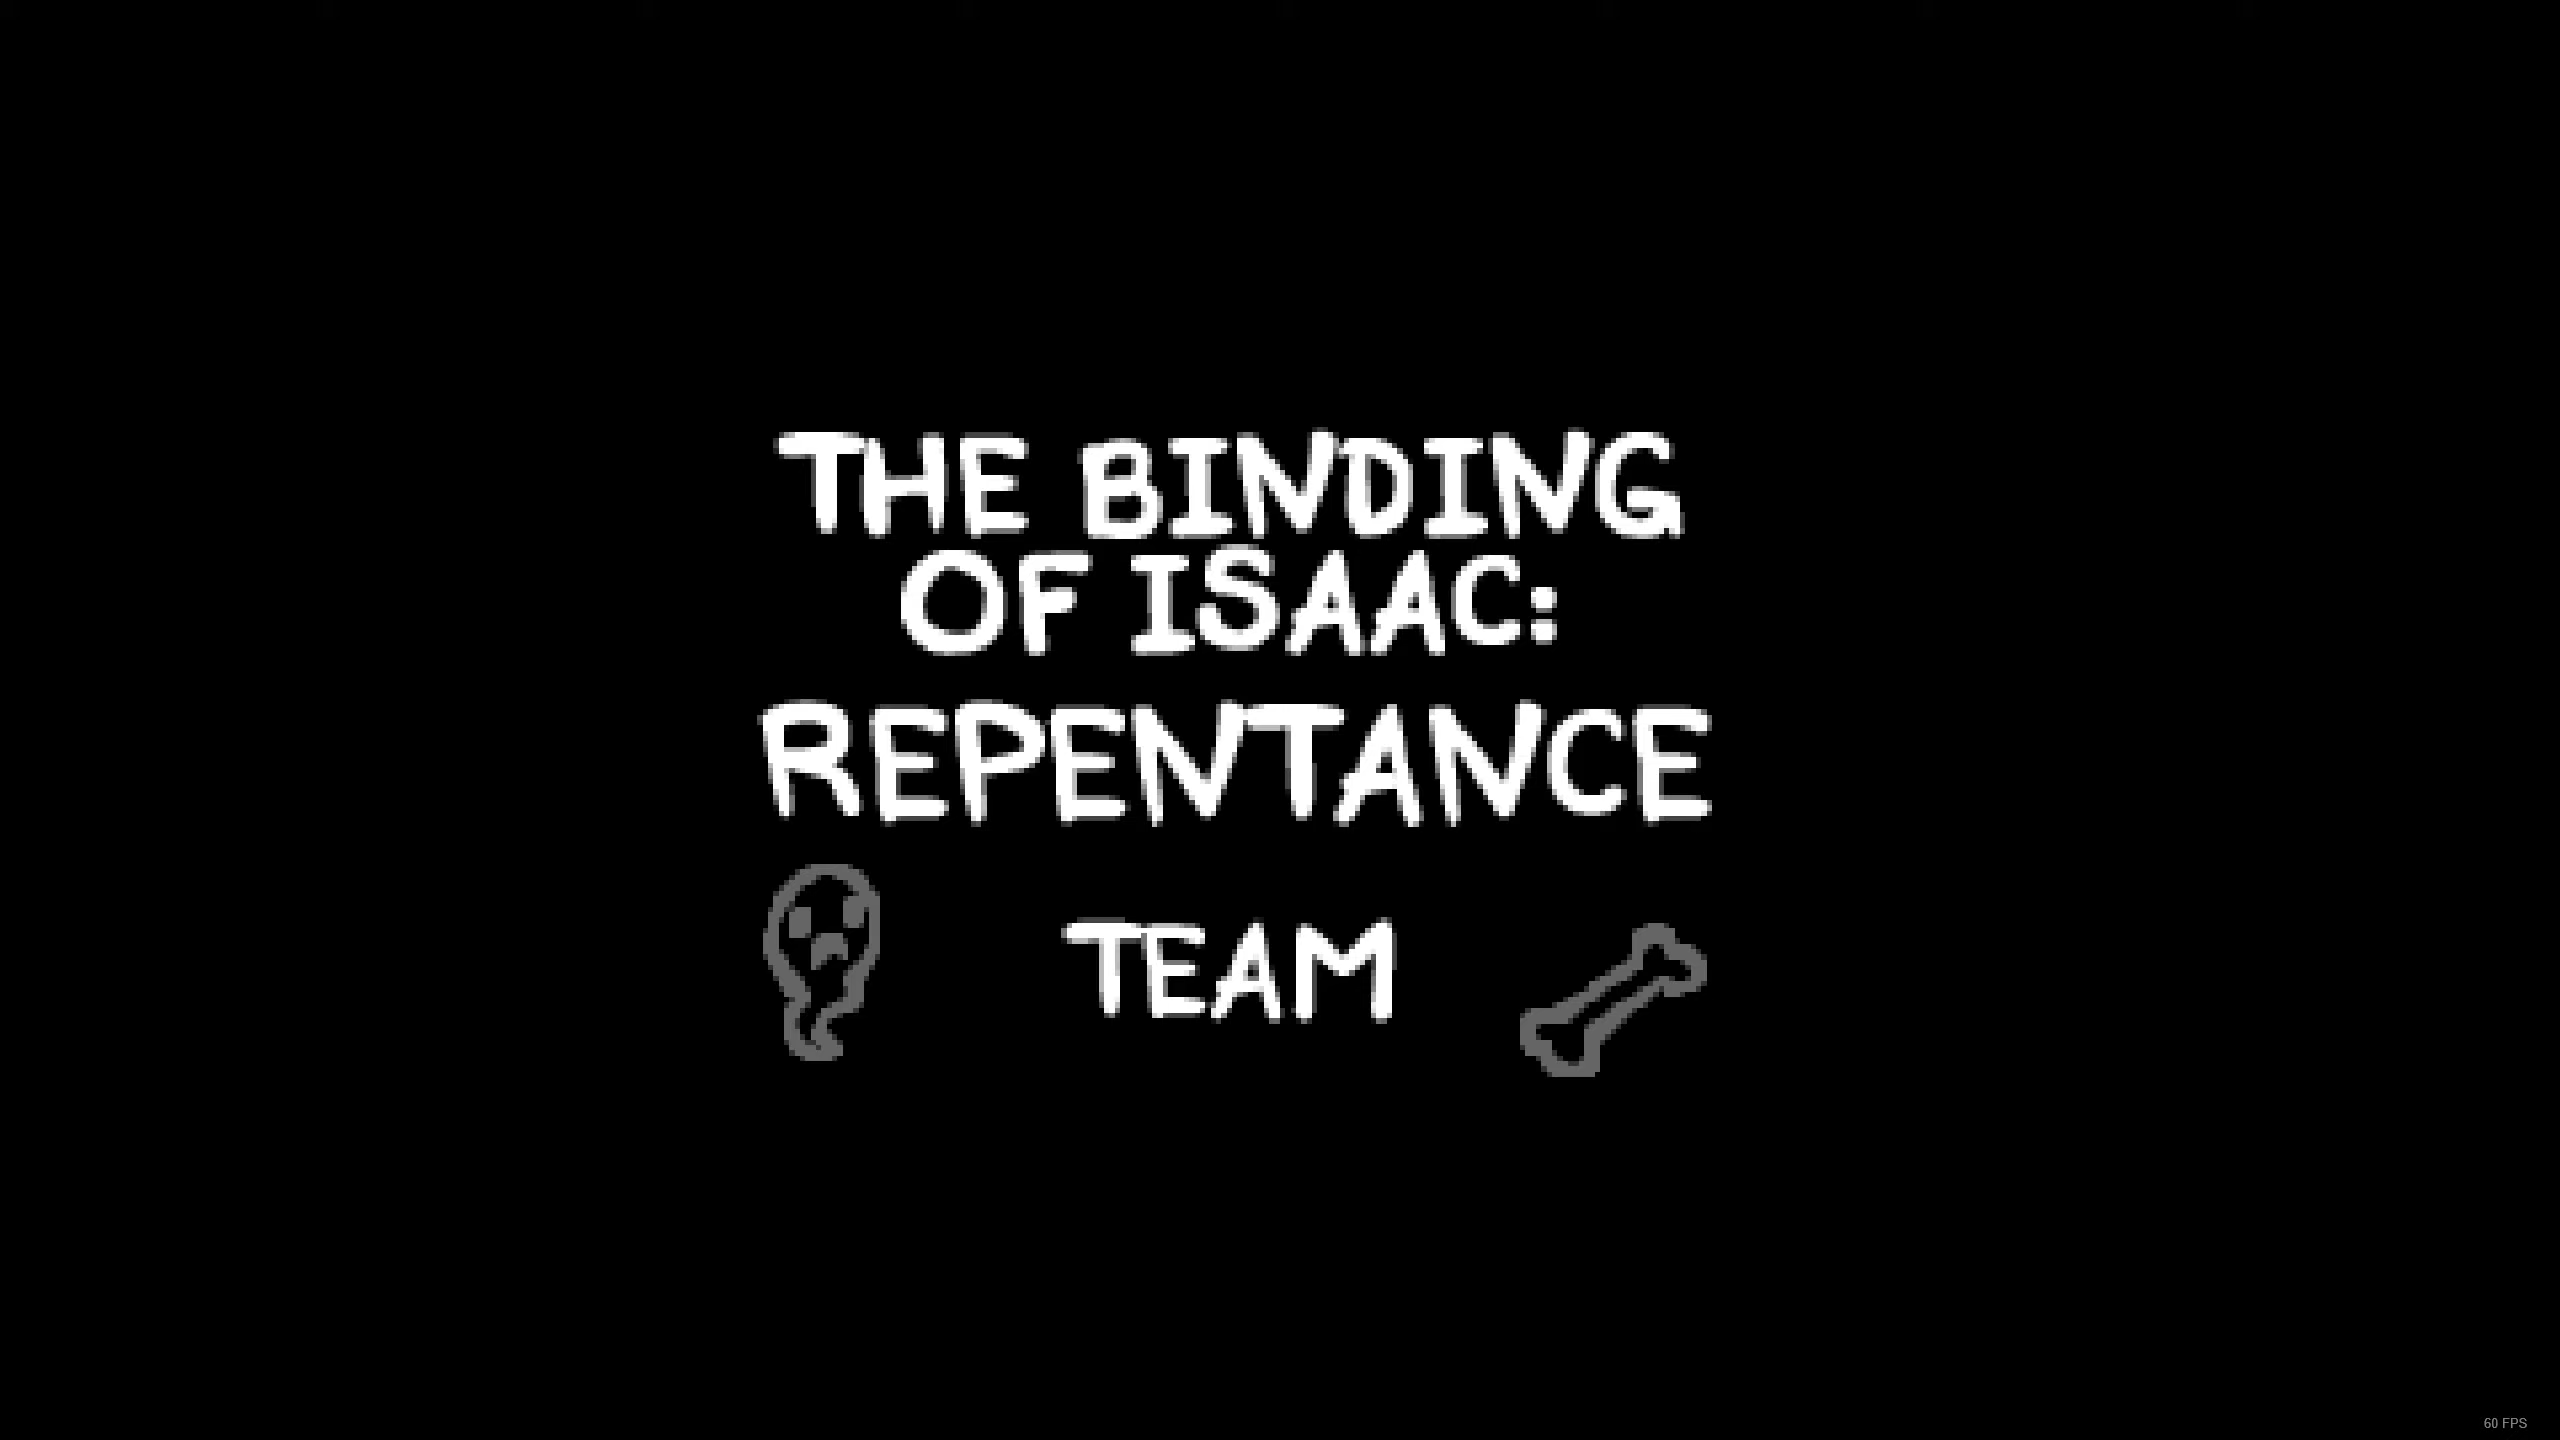 THE BINDING
OF ISAAC:
REPENTANCE
TEAM
60 FPS